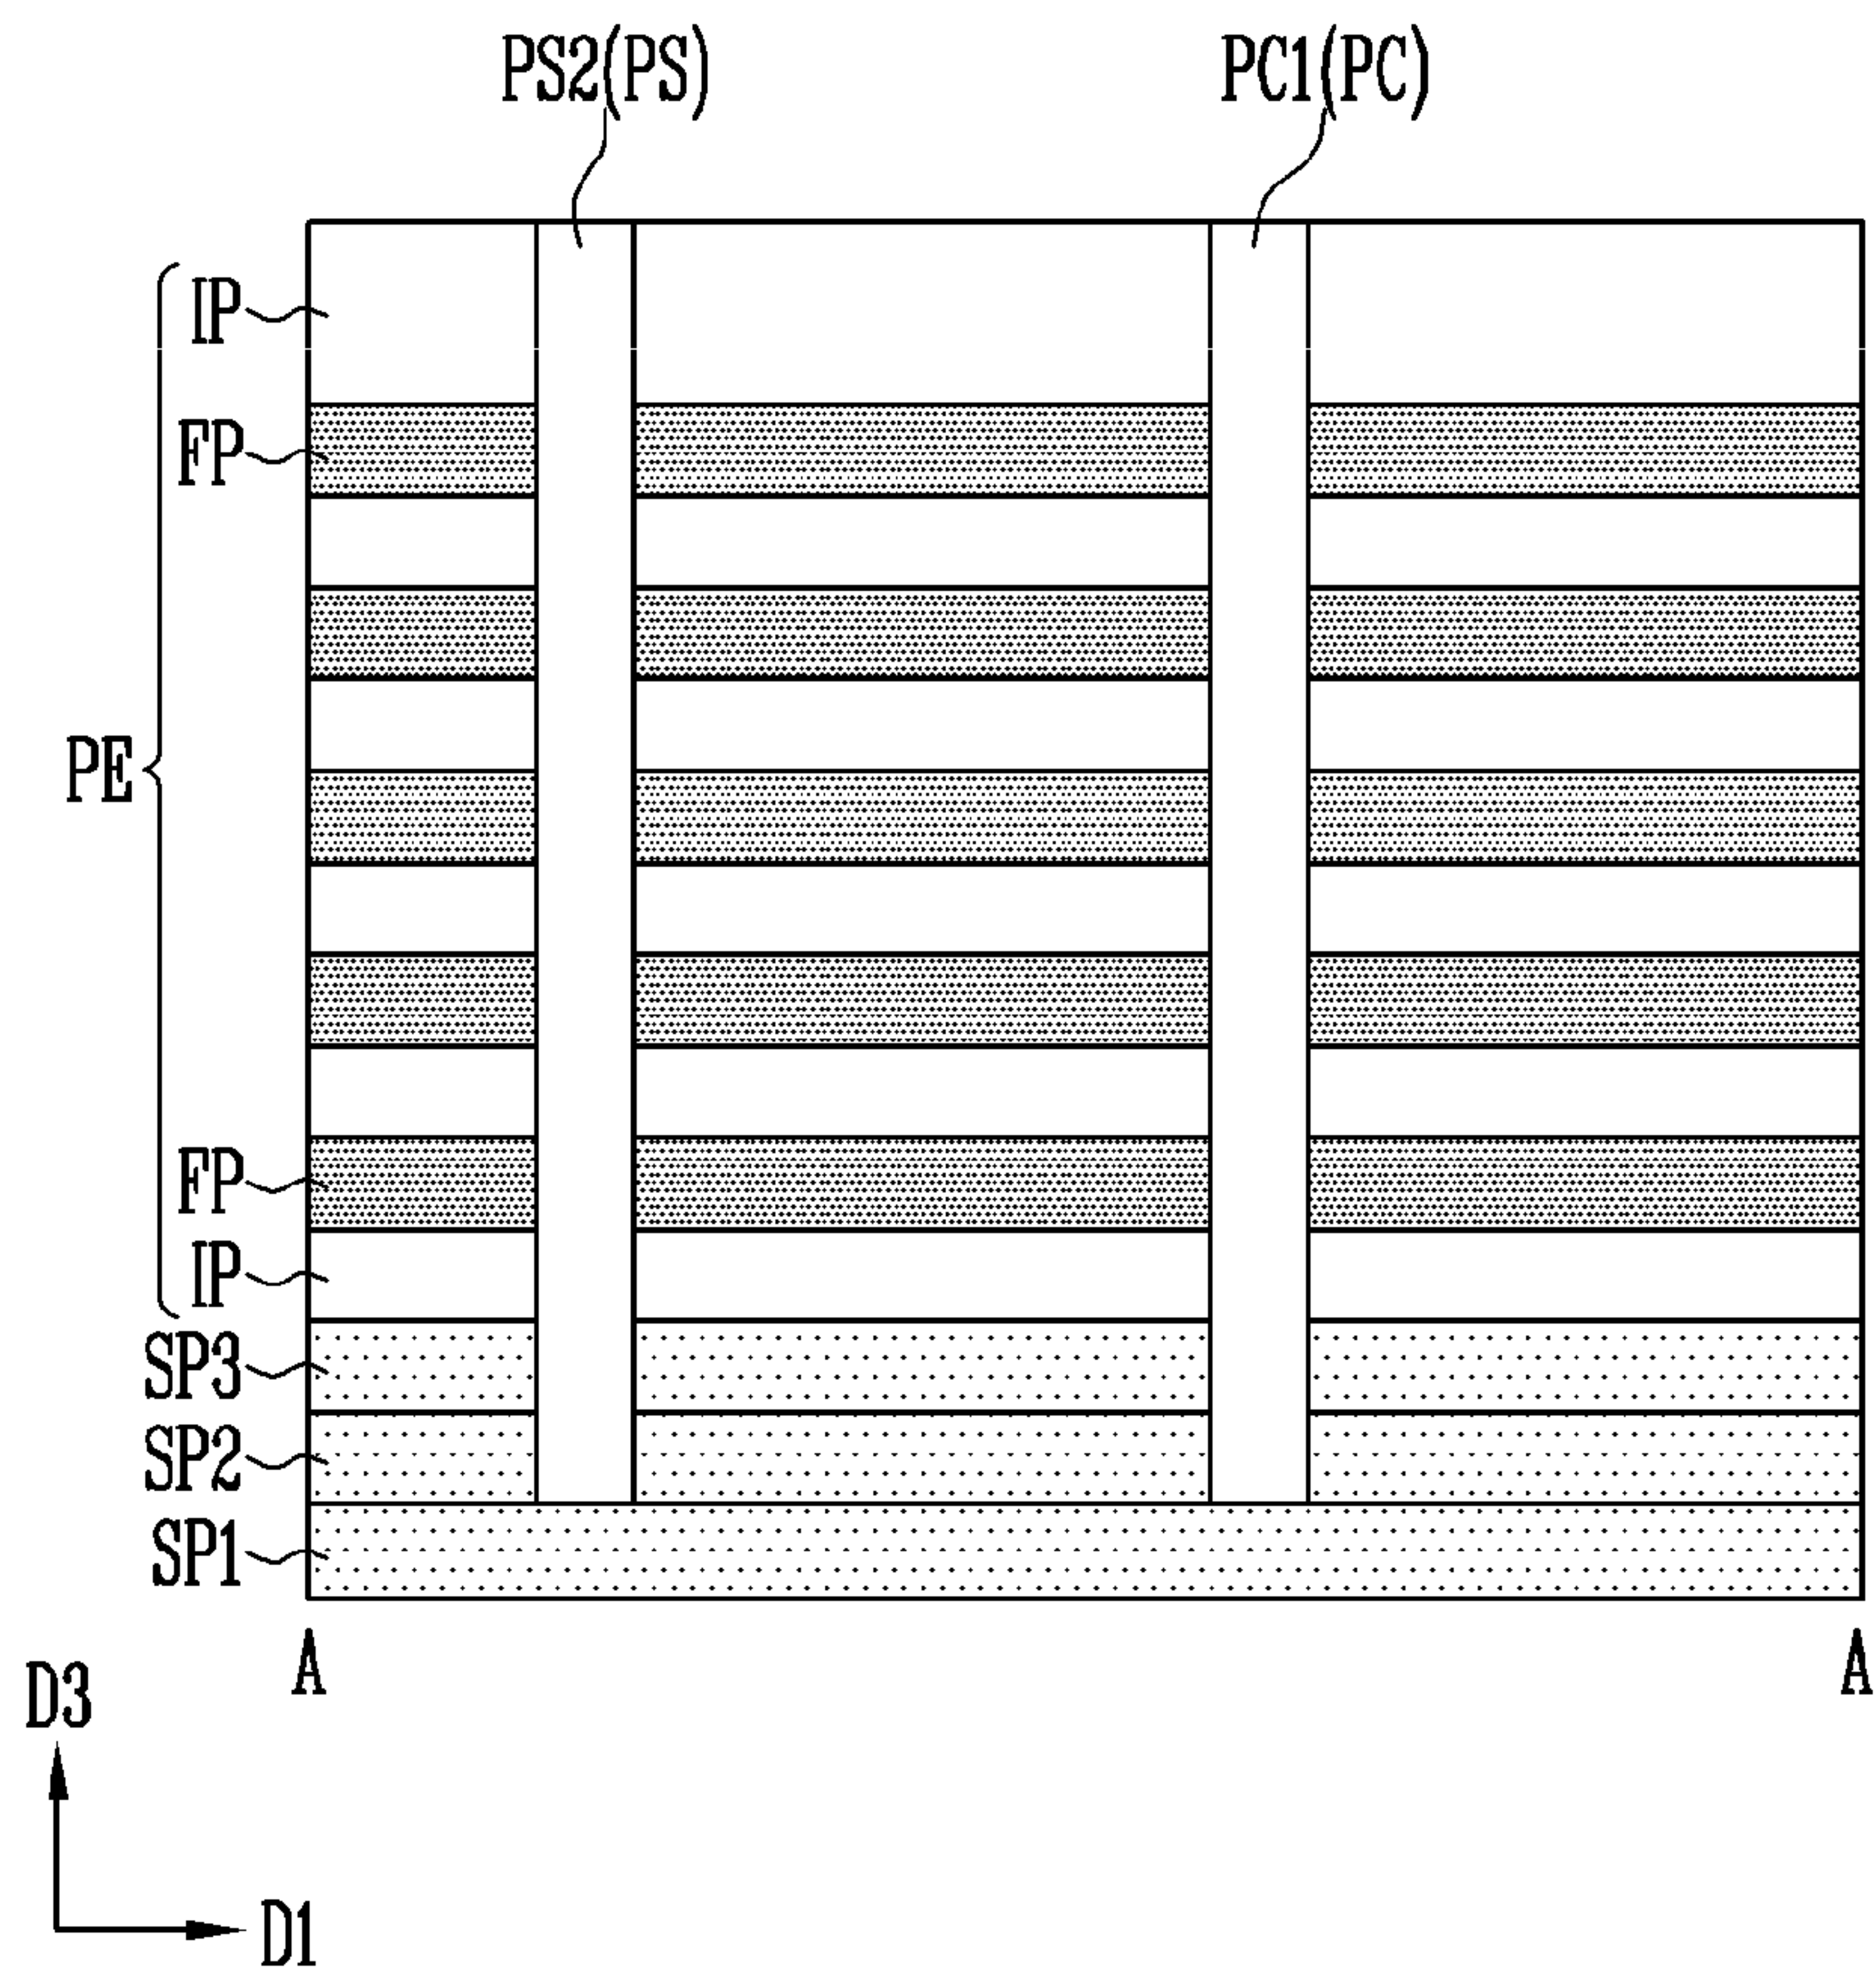 PS2(PS) PC1(PC)
IP
FP
PE
FP
IP
SP3
SP2
SP1
A A
D3
D1